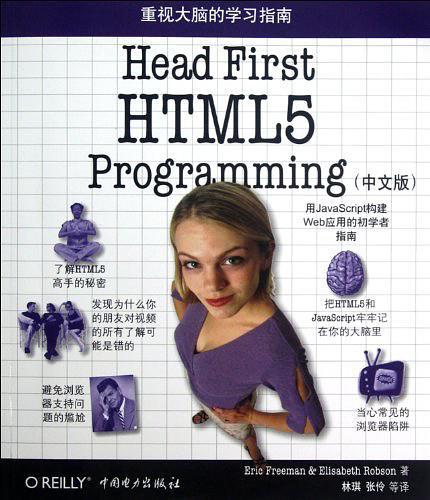 重视大脑的学习指南
Head First
HTML5
Programming
(中文版)
用JavaScript构建
Web应用的初学者
指南
了解HTML5
高手的秘密
发现为什么你
的朋友对视频
的所有了解可
能是错的
把HTML5和
JavaScript牢牢记
在你的大脑里
避免浏览
器支持问
题的尴尬
当心常见的
浏览器陷阱
Eric Freeman & Elisabeth Robson 著
林琪 张伶 等译
O'REILLY® 中国电力出版社